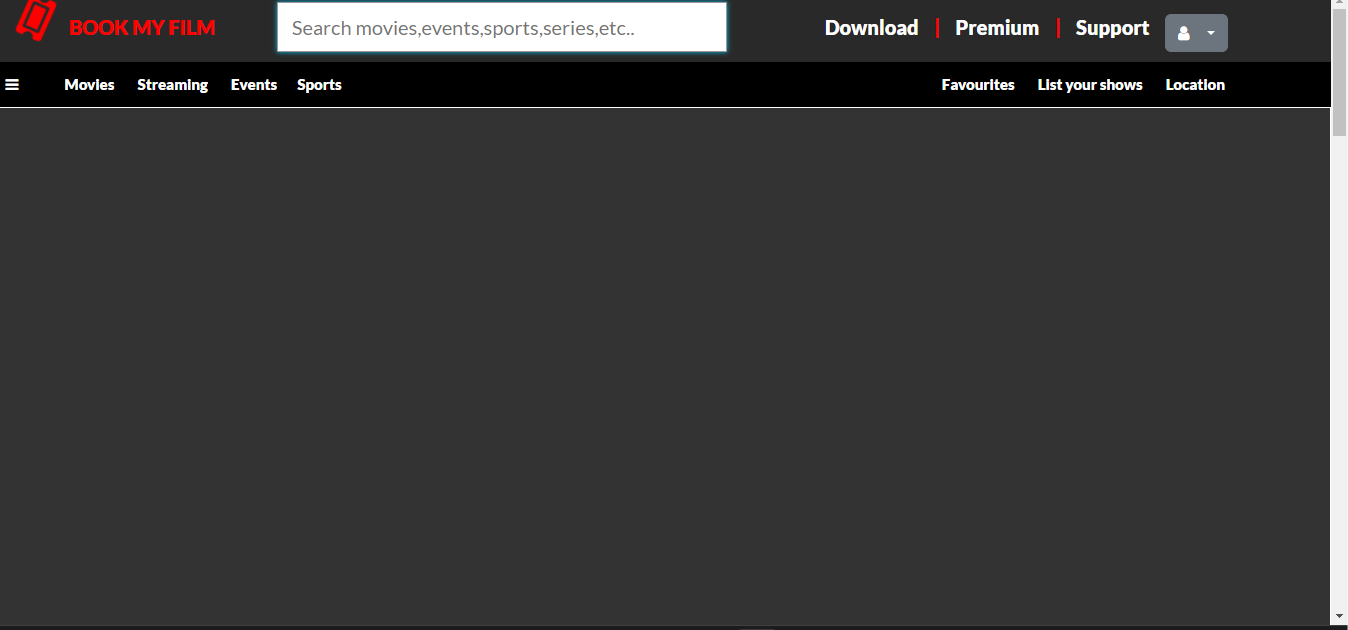 BOOK MY FILM
Search movies,events,sports,series,etc..
Download | Premium | Support
Movies Streaming Events Sports
Favourites List your shows Location